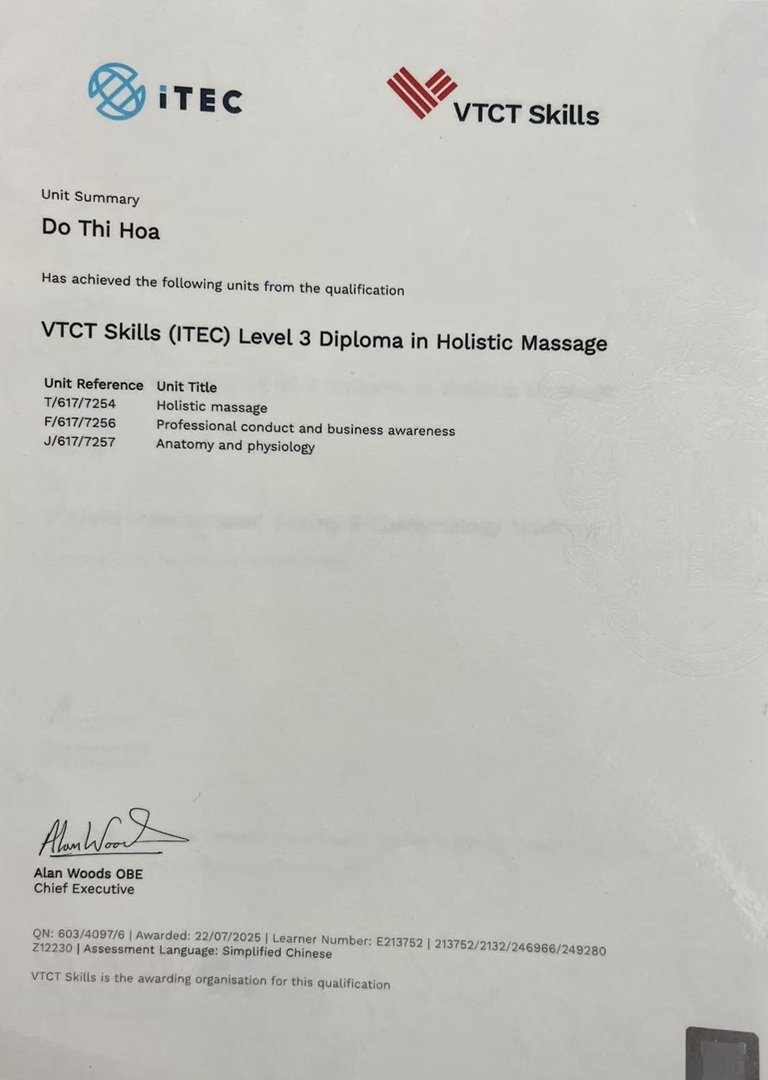 iTEC
VTCT Skills
Unit Summary
Do Thi Hoa
Has achieved the following units from the qualification
VTCT Skills (ITEC) Level 3 Diploma in Holistic Massage
Unit Reference Unit Title
T/617/7254 Holistic massage
F/617/7256 Professional conduct and business awareness
J/617/7257 Anatomy and physiology
Alan Woods
Alan Woods OBE
Chief Executive
QN: 603/4097/6 | Awarded: 22/07/2025 | Learner Number: E213752 | 213752/2132/246966/249280
Z12230 | Assessment Language: Simplified Chinese
VTCT Skills is the awarding organisation for this qualification